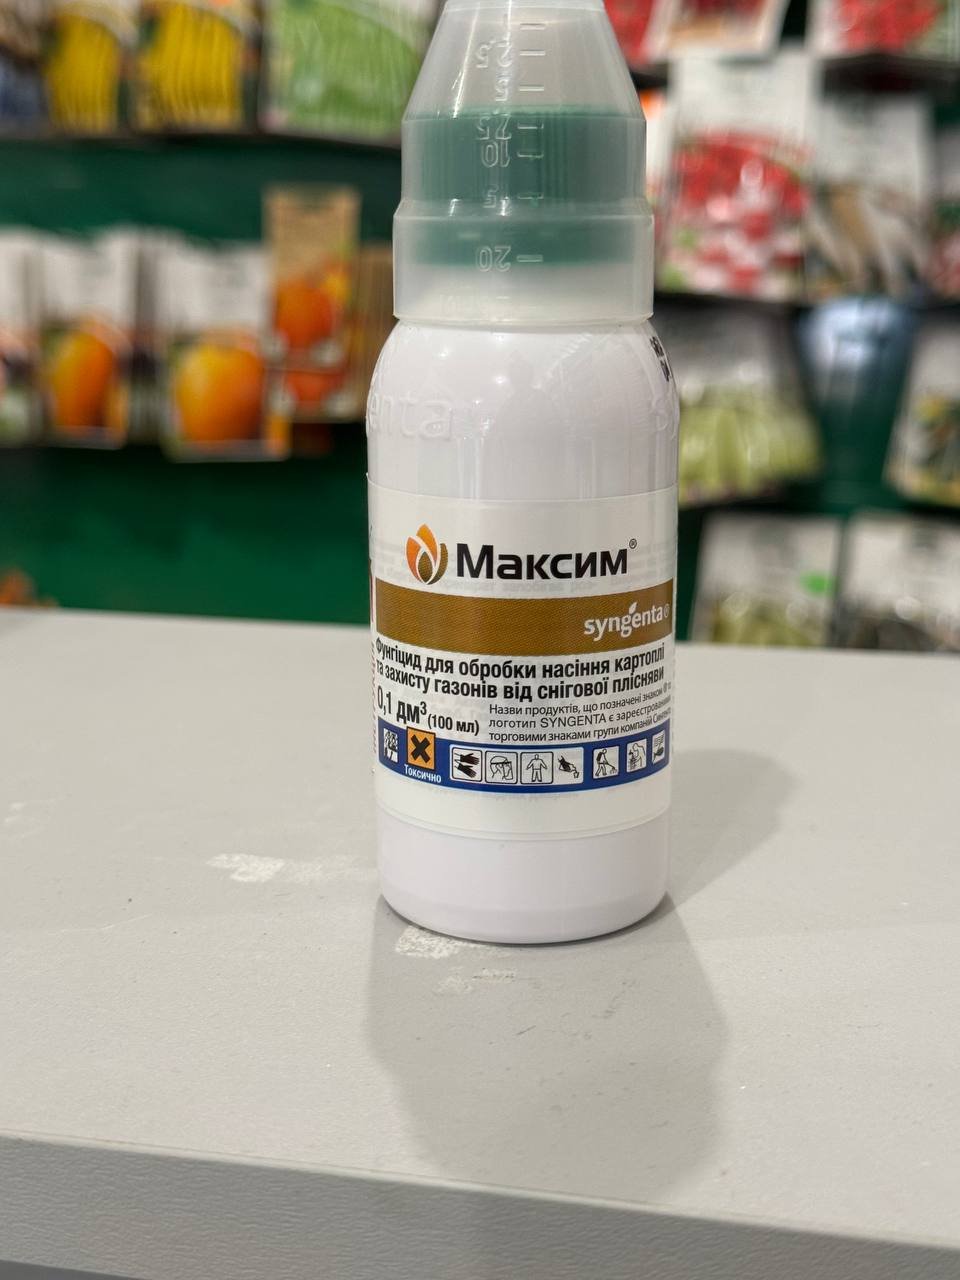 20
Максим®
syngenta®
Фунгіцид для обробки насіння картоплі
та захисту газонів від снігової плісняви
0,1 дм³ (100 мл)
Назви продуктів, що позначені знаком ® та
логотип SYNGENTA є зареєстрованими
торговими знаками групи компаній Сингента
Токсично